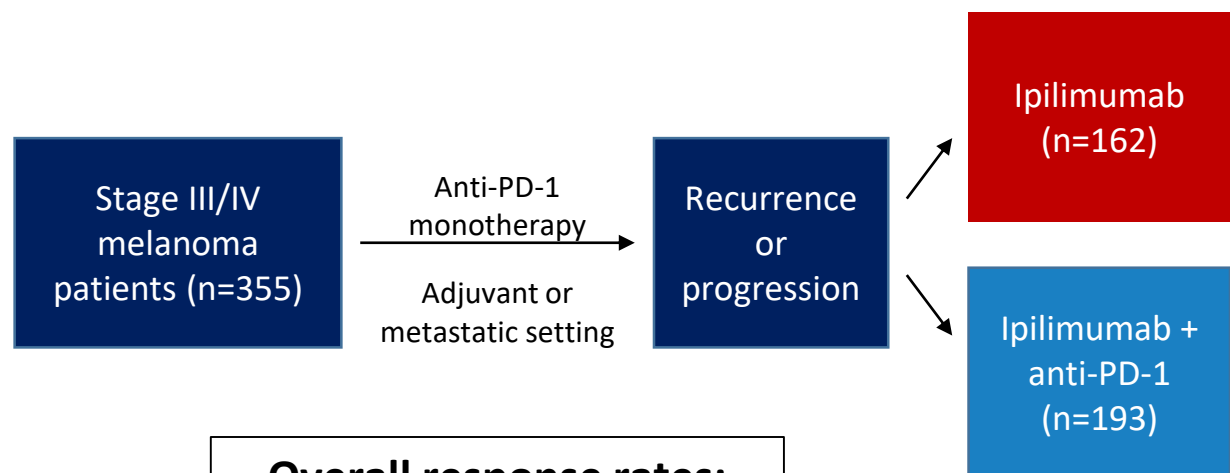 Stage III/IV
melanoma
patients (n=355)
Anti-PD-1
monotherapy
Adjuvant or
metastatic setting
Recurrence
or
progression
Ipilimumab
(n=162)
Ipilimumab +
anti-PD-1
(n=193)
Overall response rates: